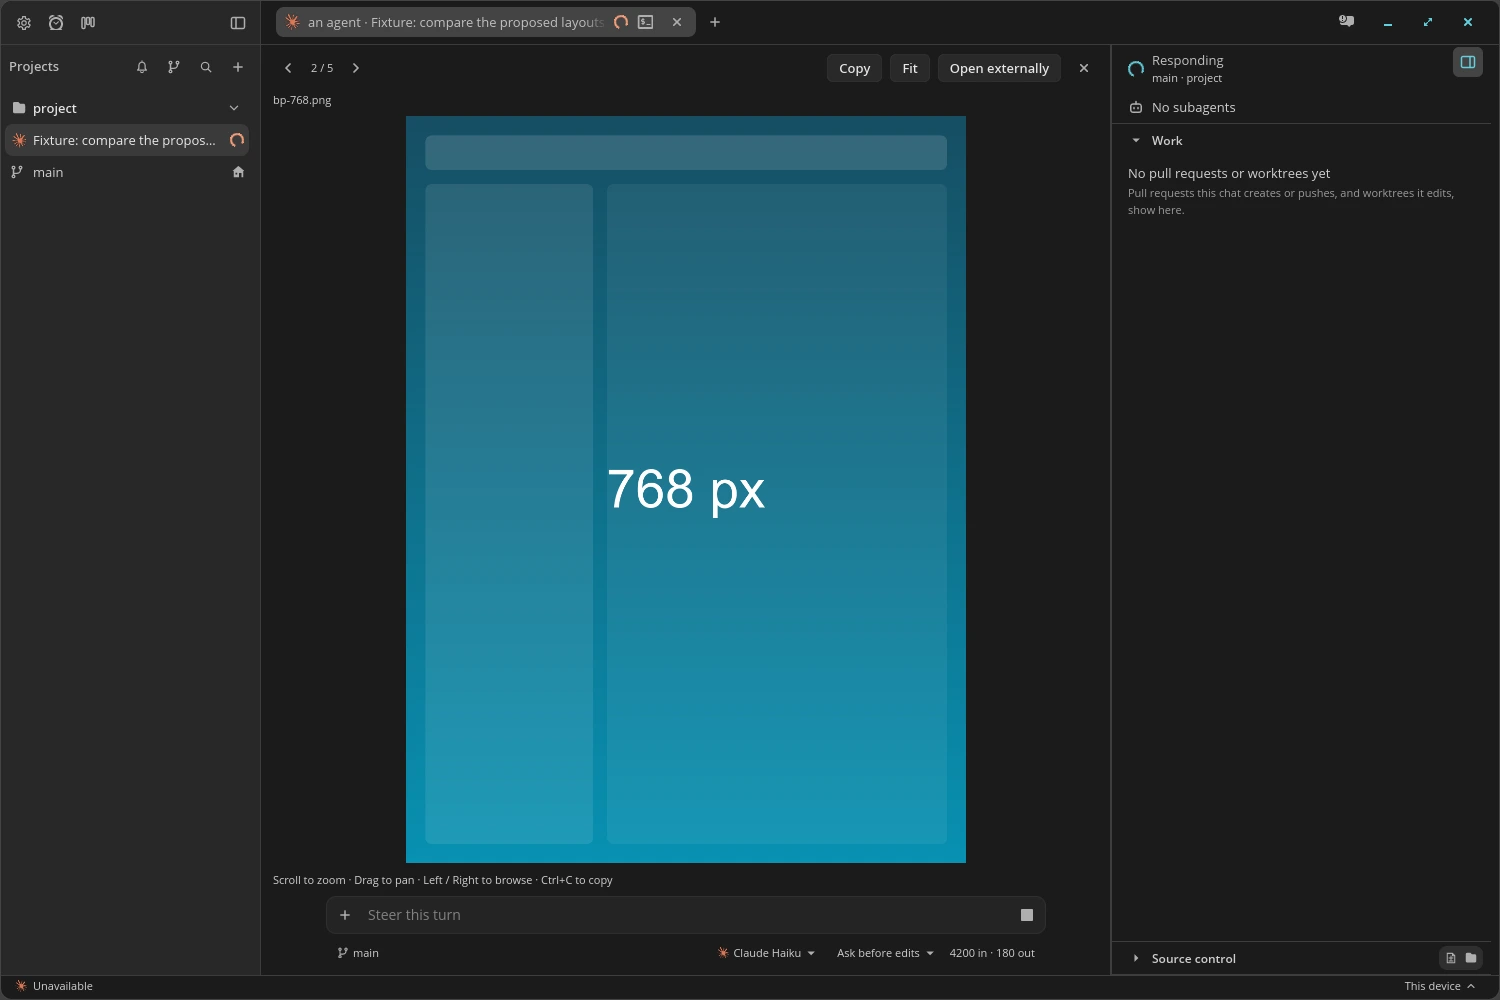 an agent · Fixture: compare the proposed layouts
Projects
project
Fixture: compare the propos...
main
2 / 5
Copy
Fit
Open externally
bp-768.png
768 px
Scroll to zoom · Drag to pan · Left / Right to browse · Ctrl+C to copy
Steer this turn
main
Claude Haiku
Ask before edits
4200 in · 180 out
Responding
main · project
No subagents
Work
No pull requests or worktrees yet
Pull requests this chat creates or pushes, and worktrees it edits,
show here.
Source control
Unavailable
This device